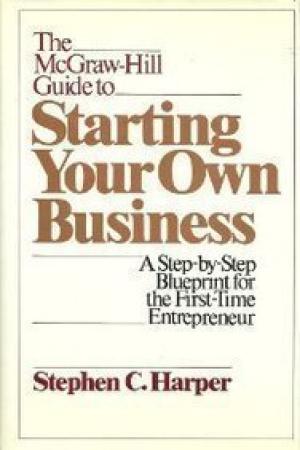 The
McGraw-Hill
Guide to
Starting
Your Own
Business
A Step-by-Step
Blueprint for
the First-Time
Entrepreneur
Stephen C. Harper